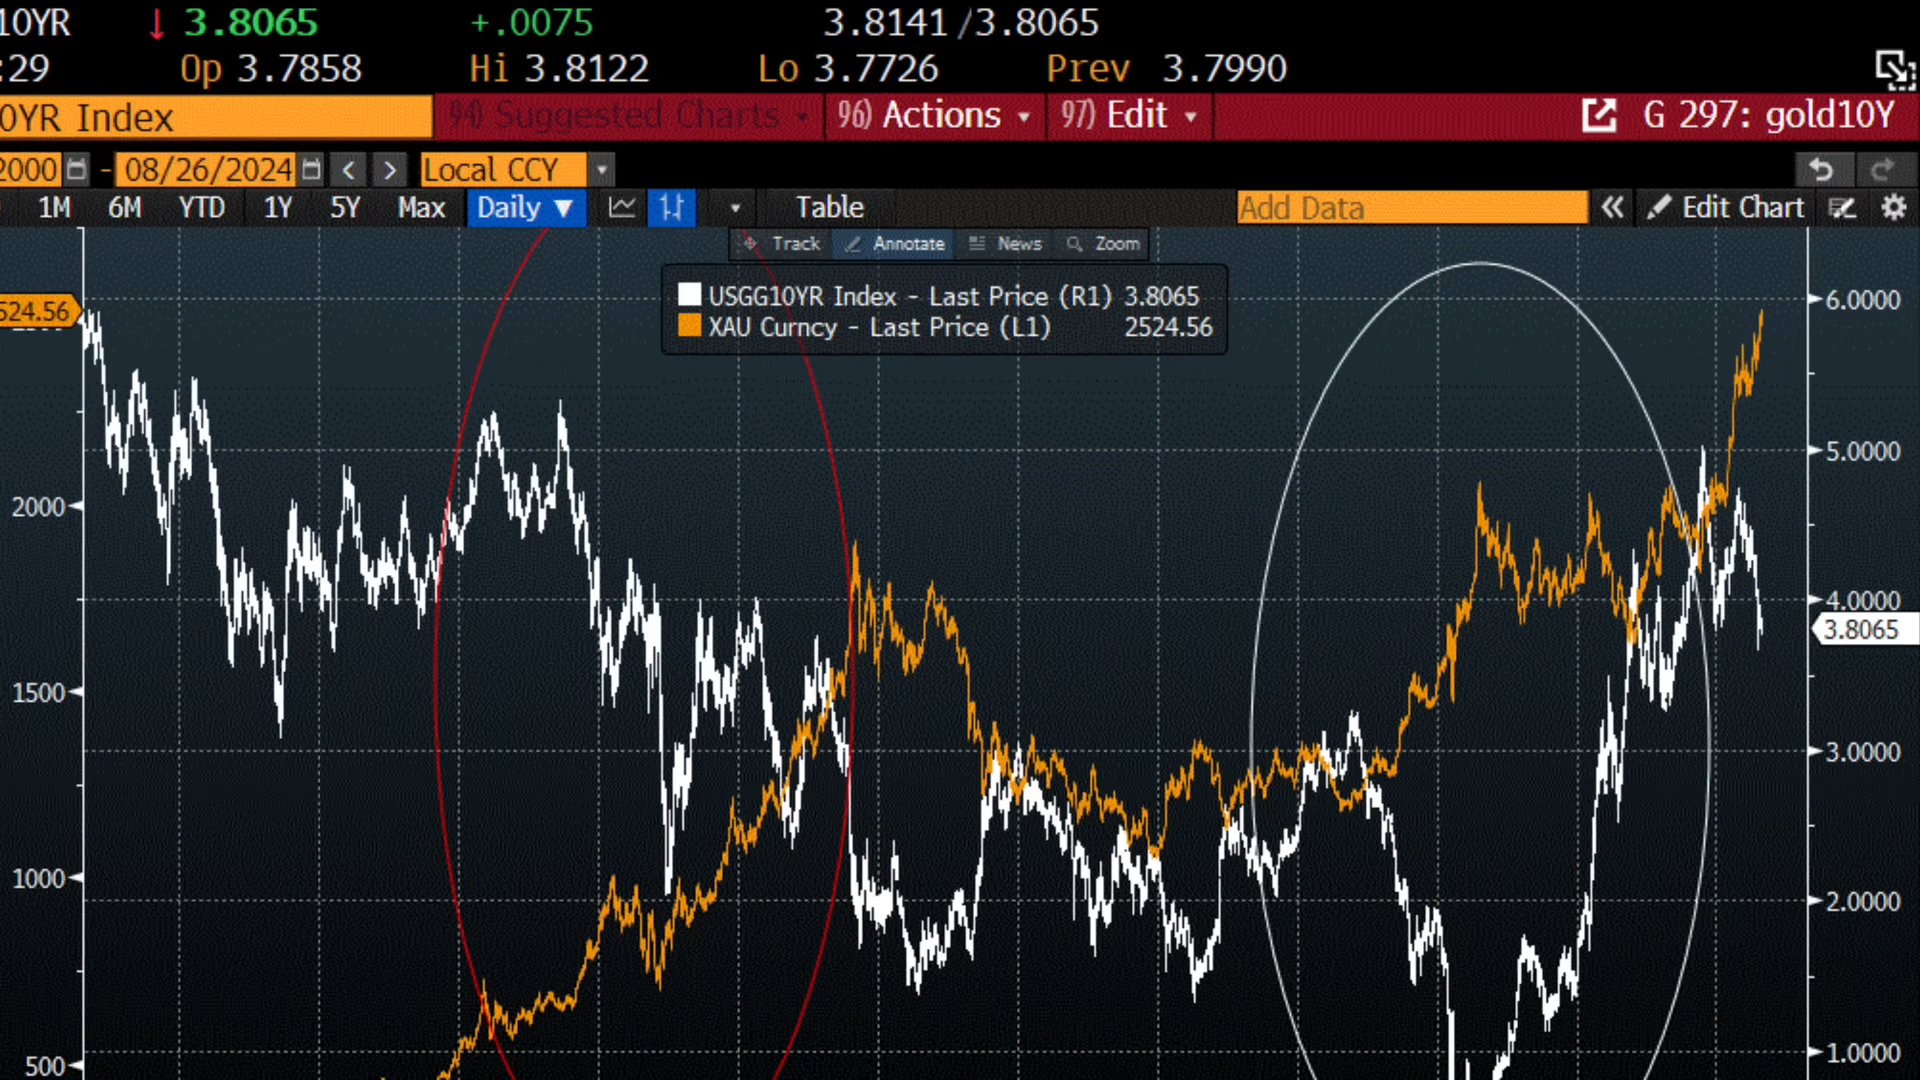 10YR ↓ 3.8065 +.0075 3.8141 /3.8065
:29 Op 3.7858 Hi 3.8122 Lo 3.7726 Prev 3.7990
0YR Index 94) Suggested Charts 96) Actions 97) Edit G 297: gold10Y
2000 - 08/26/2024 < > Local CCY
1M 6M YTD 1Y 5Y Max Daily ▼ Table Add Data « Edit Chart
Track Annotate News Zoom
USGG10YR Index - Last Price (R1) 3.8065
XAU Curncy - Last Price (L1) 2524.56
524.56
2000
1500
1000
500
6.0000
5.0000
4.0000
3.8065
3.0000
2.0000
1.0000